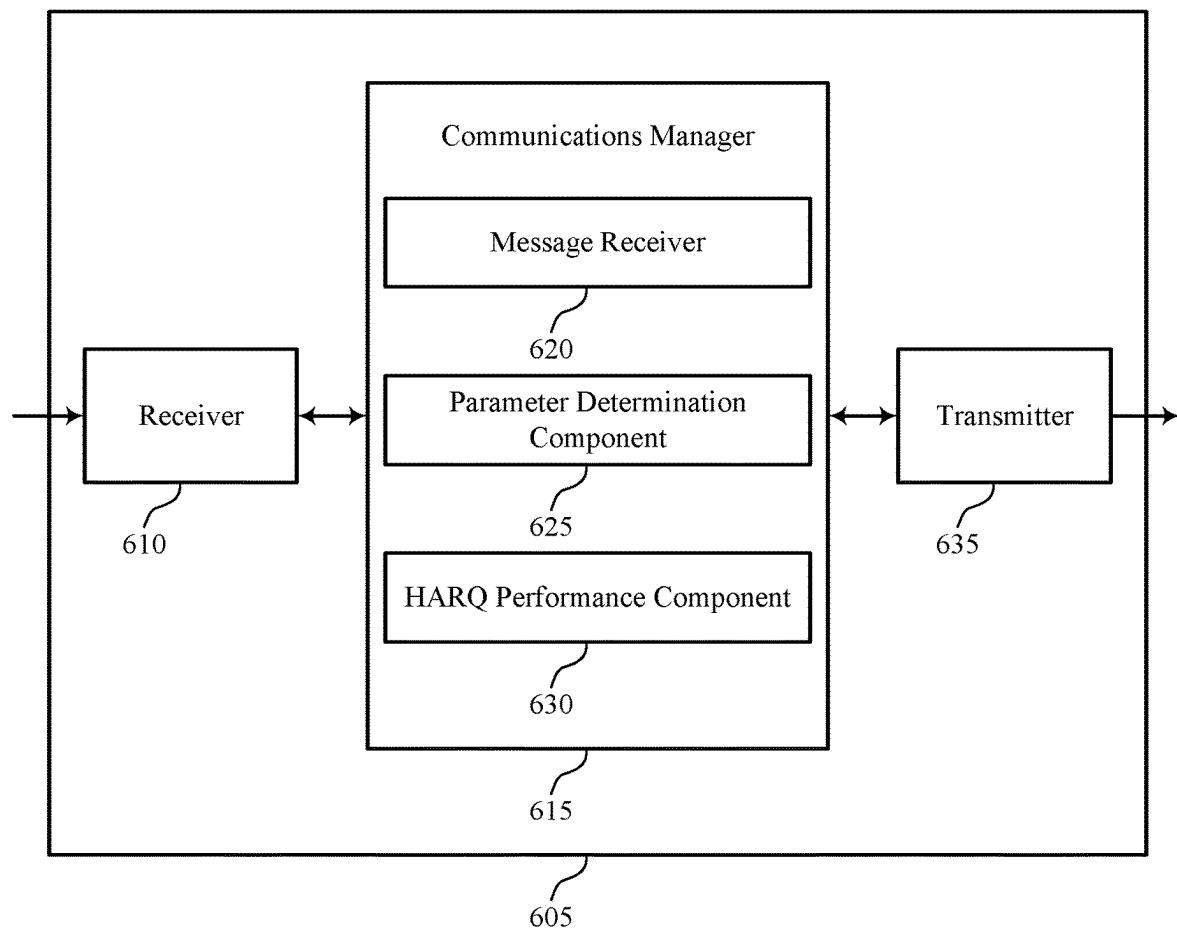 Communications Manager
Message Receiver
620
Receiver
610
Parameter Determination
Component
625
Transmitter
635
HARQ Performance Component
630
615
605